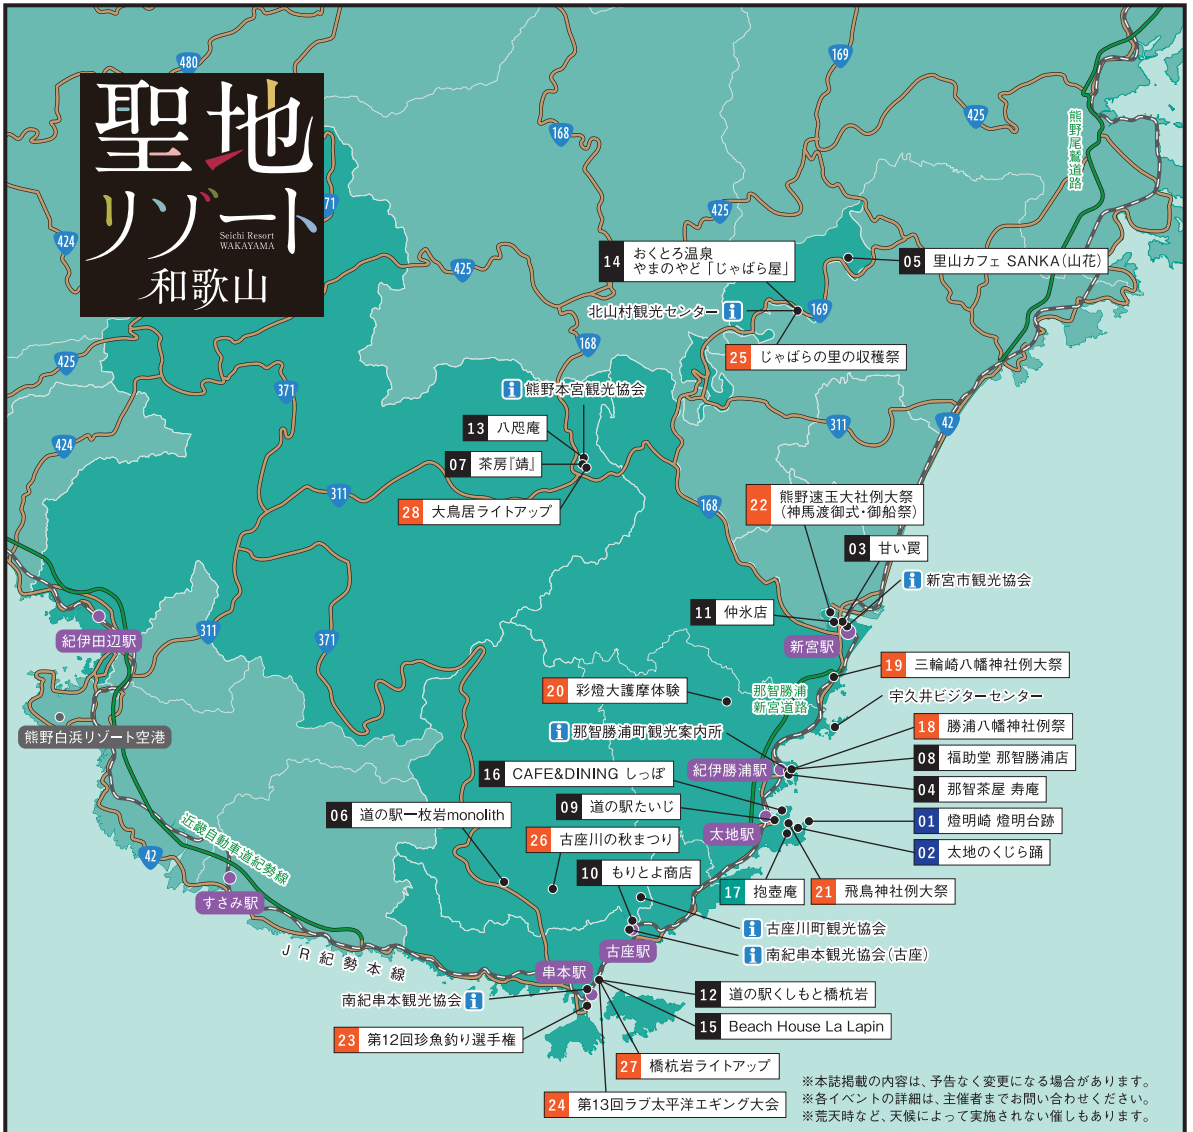 480
169
聖地
リゾート
Seichi Resort
WAKAYAMA
和歌山
168
425
熊野尾鷲道路
371
424
425
425
14 おくとろ温泉
やまのやど「じゃばら屋」
05 里山カフェ SANKA(山花)
北山村観光センター
169
168
25 じゃばらの里の収穫祭
425
371
熊野本宮観光協会
13 八咫庵
311
42
424
07 茶房『靖』
311
28 大鳥居ライトアップ
168
22 熊野速玉大社例大祭
(神馬渡御式・御船祭)
03 甘い罠
新宮市観光協会
11 仲氷店
紀伊田辺駅
311
371
新宮駅
19 三輪崎八幡神社例大祭
20 彩燈大護摩体験
那智勝浦
新宮道路
宇久井ビジターセンター
熊野白浜リゾート空港
那智勝浦町観光案内所
18 勝浦八幡神社例祭
紀伊勝浦駅
08 福助堂 那智勝浦店
16 CAFE&DINING しっぽ
04 那智茶屋 寿庵
06 道の駅一枚岩monolith
09 道の駅たいじ
01 燈明崎 燈明台跡
近畿自動車道紀勢線
26 古座川の秋まつり
太地駅
02 太地のくじら踊
42
10 もりとよ商店
17 抱壺庵
21 飛鳥神社例大祭
すさみ駅
古座川町観光協会
JR紀勢本線
古座駅
南紀串本観光協会(古座)
串本駅
南紀串本観光協会
12 道の駅くしもと橋杭岩
15 Beach House La Lapin
23 第12回珍魚釣り選手権
27 橋杭岩ライトアップ
24 第13回ラブ太平洋エギング大会
※本誌掲載の内容は、予告なく変更になる場合があります。
※各イベントの詳細は、主催者までお問い合わせください。
※荒天時など、天候によって実施されない催しもあります。